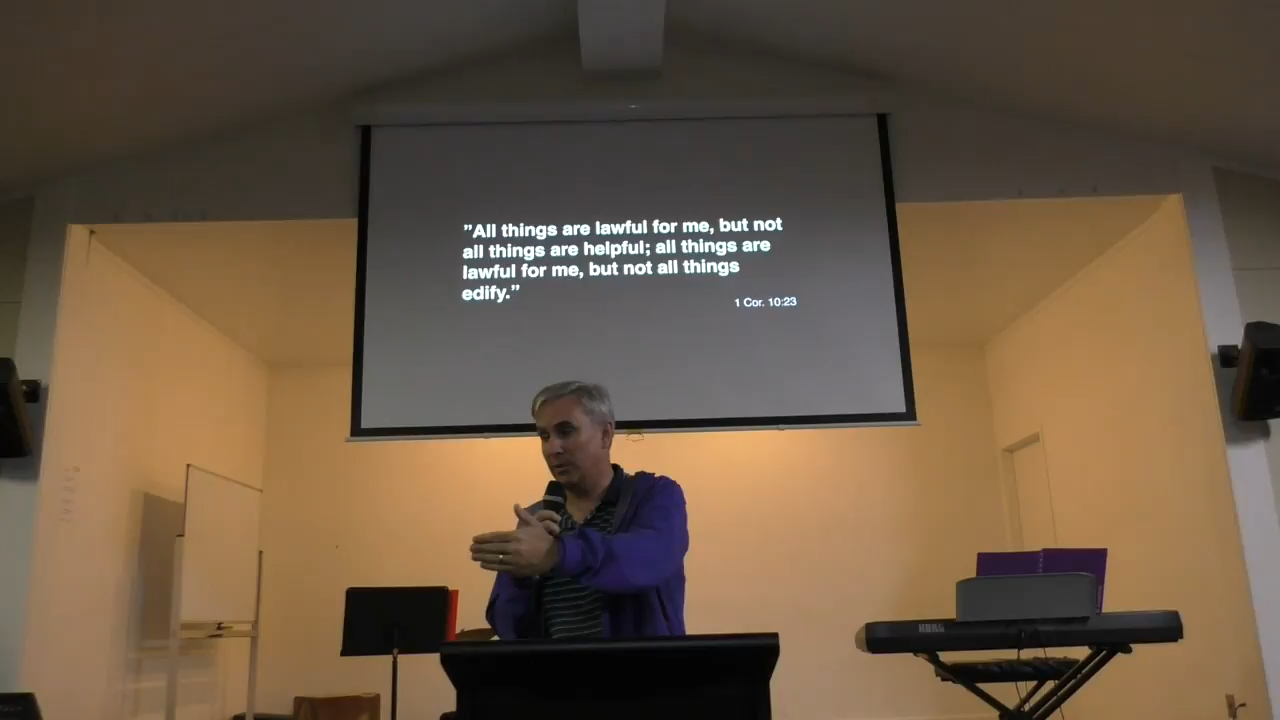 ”All things are lawful for me, but not
all things are helpful; all things are
lawful for me, but not all things
edify.”
1 Cor. 10:23
KORG